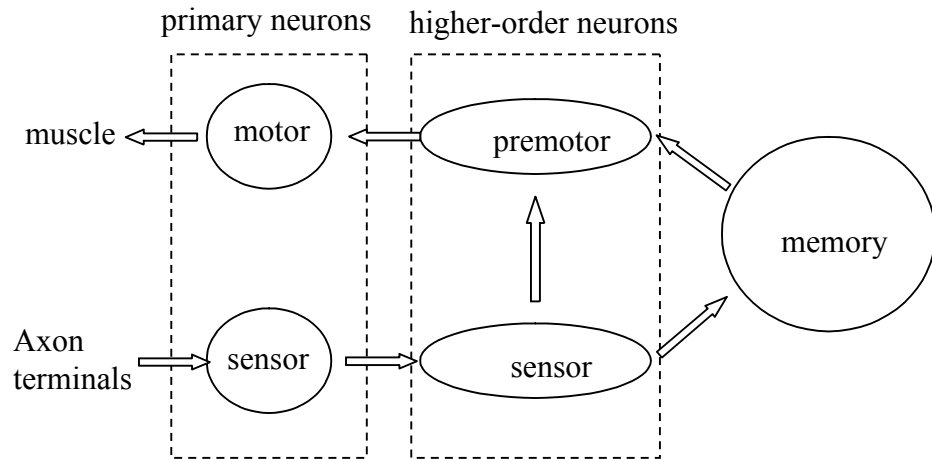 primary neurons
higher-order neurons
muscle
motor
premotor
memory
Axon
terminals
sensor
sensor